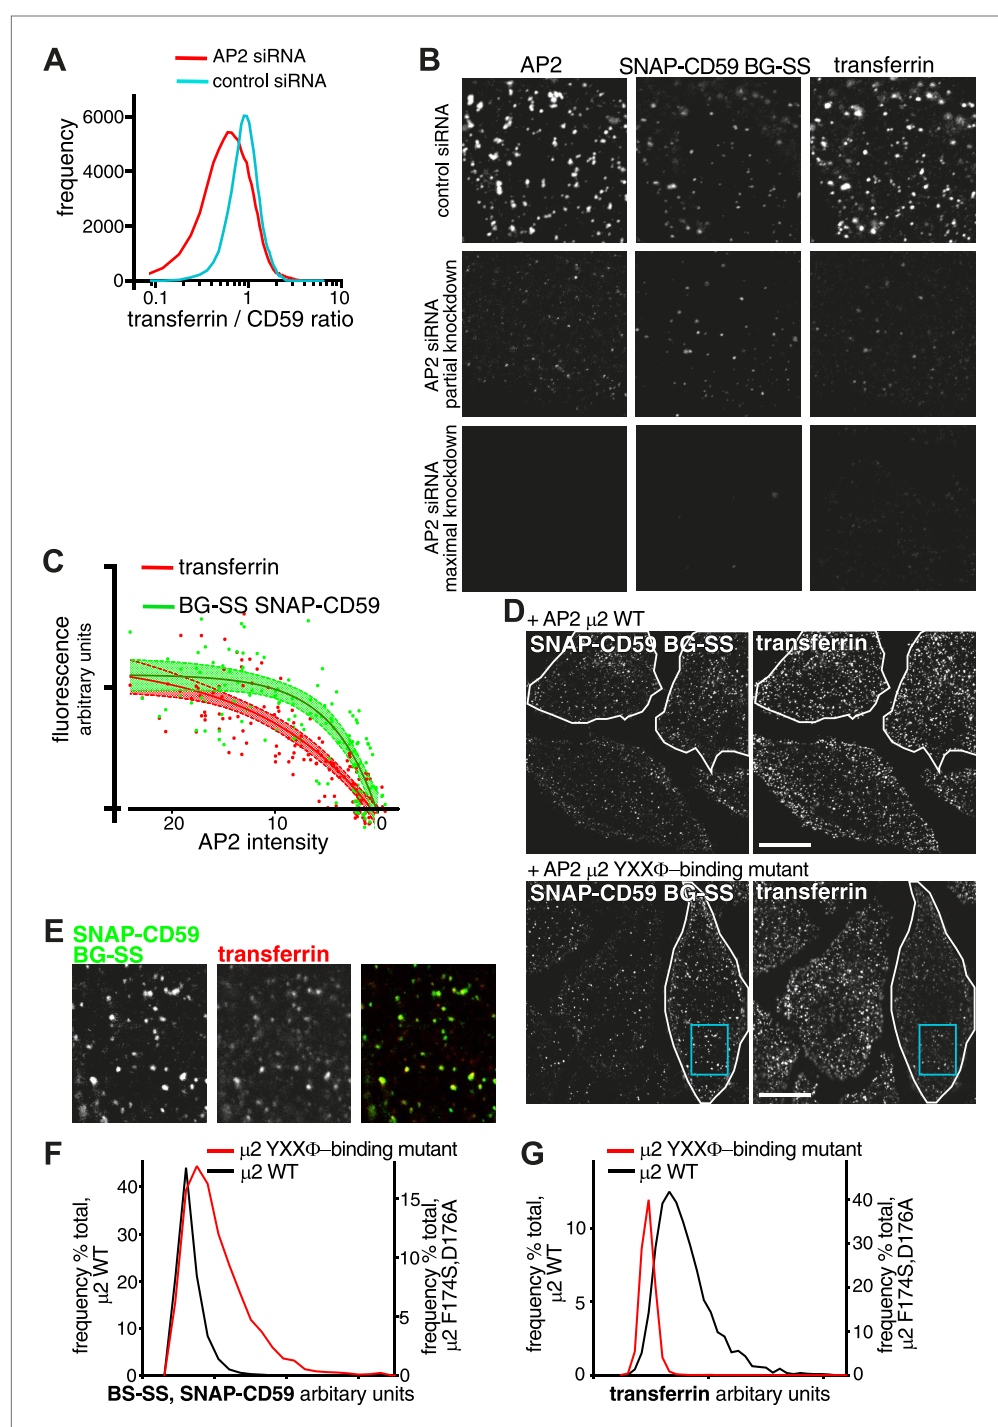 A
AP2 siRNA
control siRNA
frequency
6000
4000
2000
0
0.1
1
10
transferrin / CD59 ratio
B
AP2
SNAP-CD59 BG-SS
transferrin
control siRNA
AP2 siRNA
partial knockdown
AP2 siRNA
maximal knockdown
C
transferrin
BG-SS SNAP-CD59
fluorescence
arbitrary units
20
10
0
AP2 intensity
D
+ AP2 μ2 WT
SNAP-CD59 BG-SS
transferrin
+ AP2 μ2 YXXΦ–binding mutant
SNAP-CD59 BG-SS
transferrin
E
SNAP-CD59
BG-SS
transferrin
F
μ2 YXXΦ–binding mutant
μ2 WT
frequency % total,
μ2 WT
40
30
20
10
0
15
10
5
0
frequency % total,
μ2 F174S,D176A
BS-SS, SNAP-CD59 arbitary units
G
μ2 YXXΦ–binding mutant
μ2 WT
frequency % total,
μ2 WT
10
5
0
40
30
20
10
0
frequency % total,
μ2 F174S,D176A
transferrin arbitary units